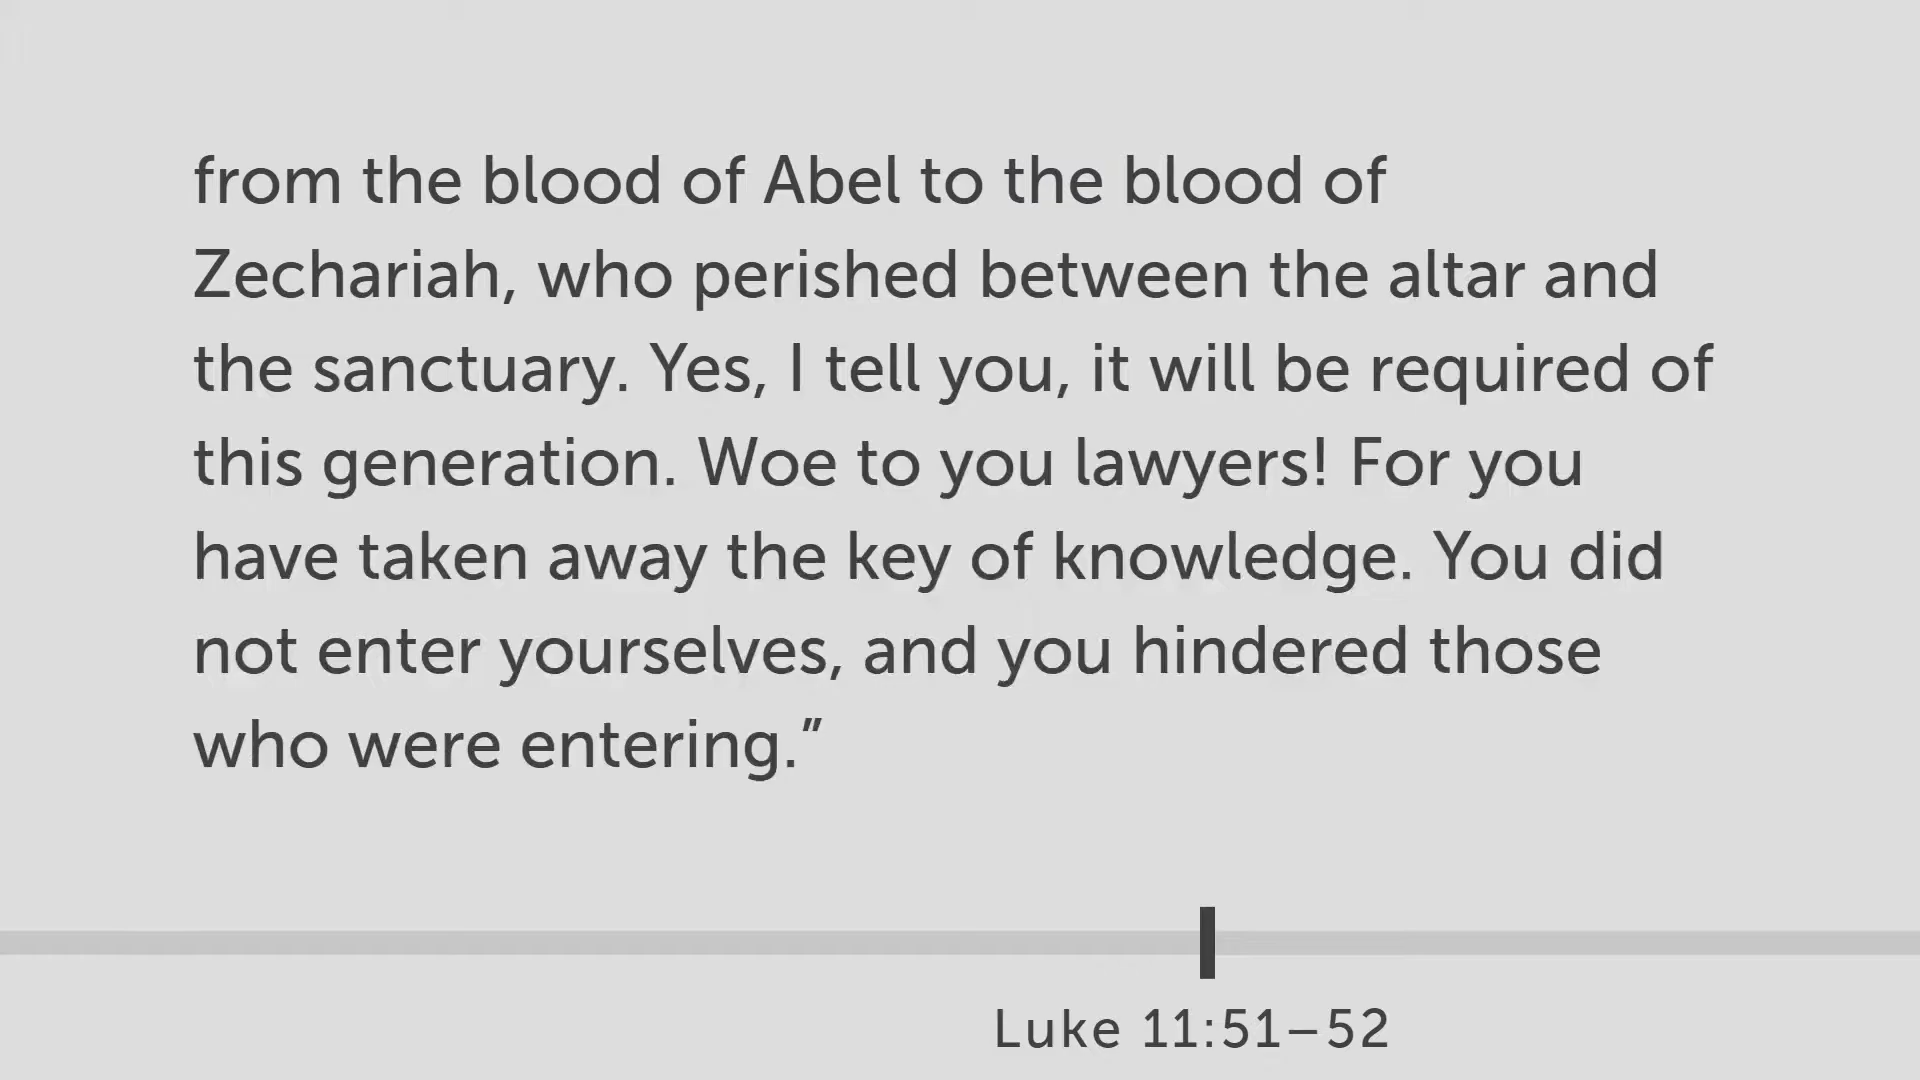 from the blood of Abel to the blood of
Zechariah, who perished between the altar and
the sanctuary. Yes, I tell you, it will be required of
this generation. Woe to you lawyers! For you
have taken away the key of knowledge. You did
not enter yourselves, and you hindered those
who were entering.”
Luke 11:51–52